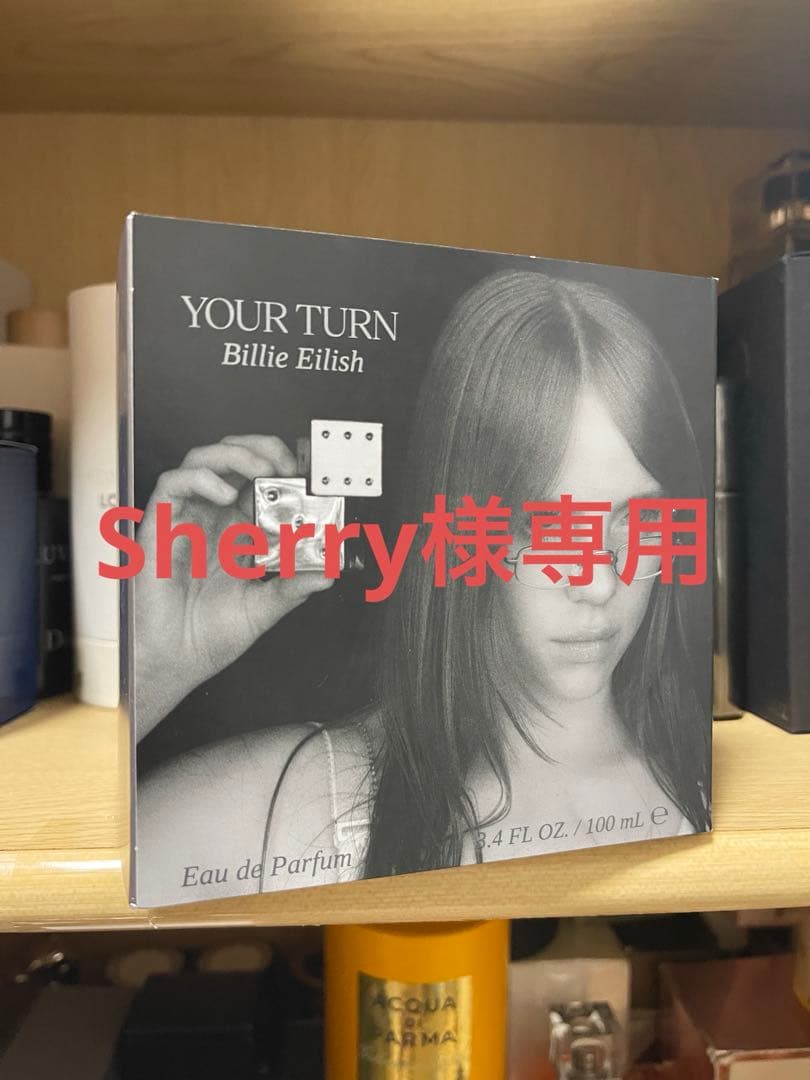 YOUR TURN
Billie Eilish
Sherry様専用
3.4 FL OZ. / 100 mL ℮
Eau de Parfum
ACQUA
DI
PARMA